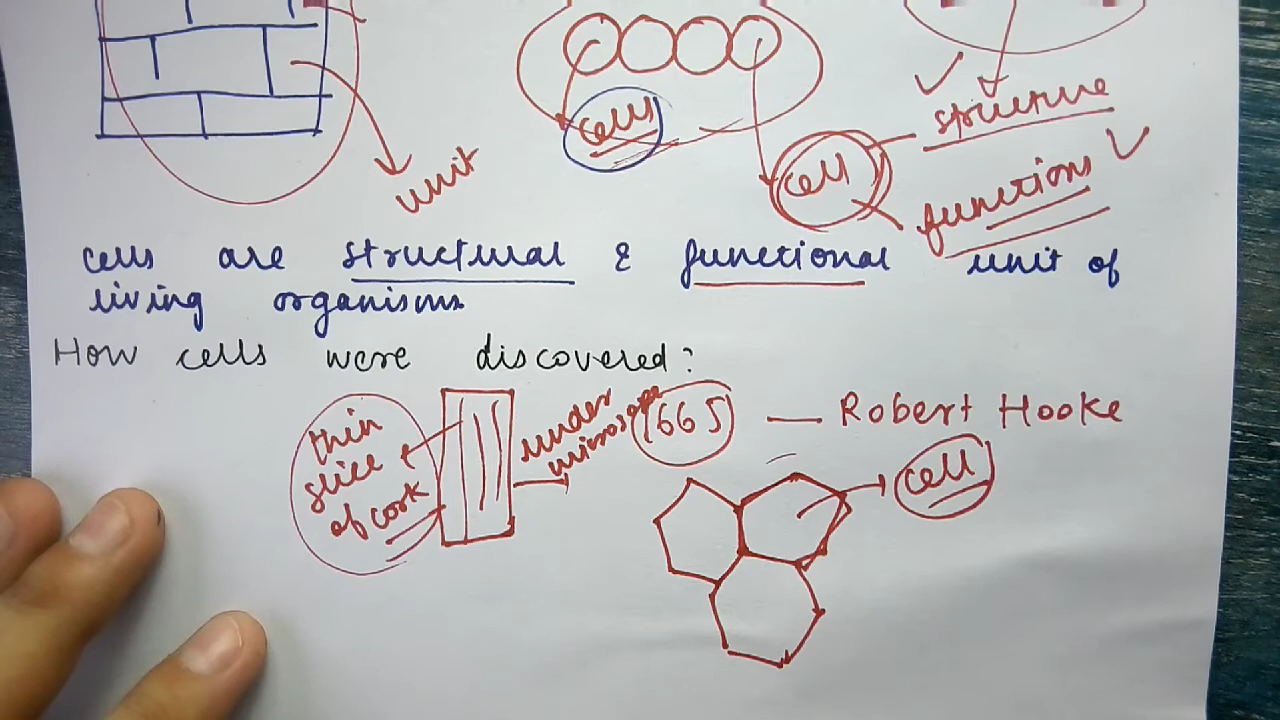 unit
cells
cell
structure
functions
cells are structural & functional unit of
living organisms
How cells were discovered?
thin
slice
of cork
under
microscope
1665 — Robert Hooke
cell